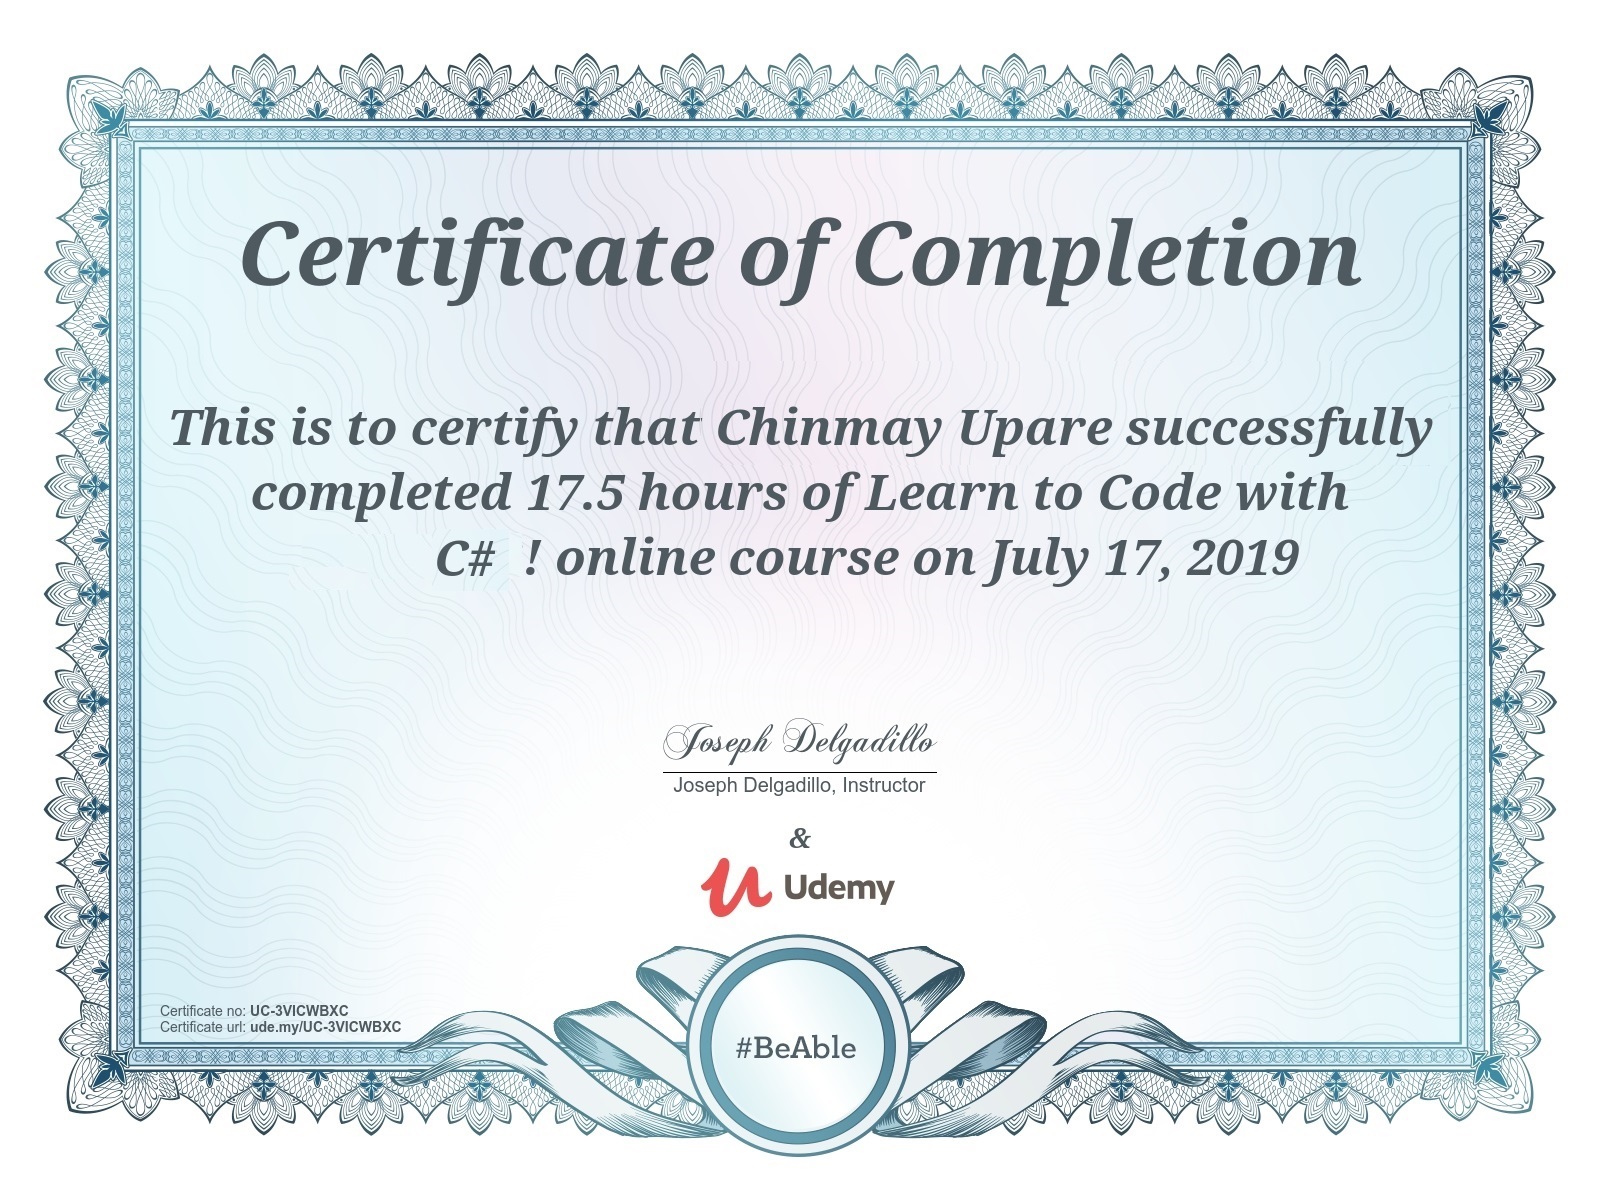 Certificate of Completion
This is to certify that Chinmay Upare successfully
completed 17.5 hours of Learn to Code with
C# ! online course on July 17, 2019
Joseph Delgadillo
Joseph Delgadillo, Instructor
&
Udemy
#BeAble
Certificate no: UC-3VICWBXC
Certificate url: ude.my/UC-3VICWBXC